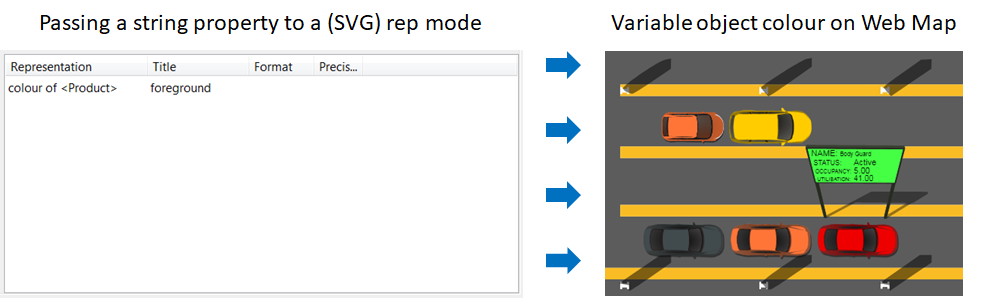 Passing a string property to a (SVG) rep mode
Variable object colour on Web Map
Representation Title Format Precis...
colour of <Product> foreground
NAME: Body Guard
STATUS: Active
OCCUPANCY: 5.00
UTILISATION: 41.00